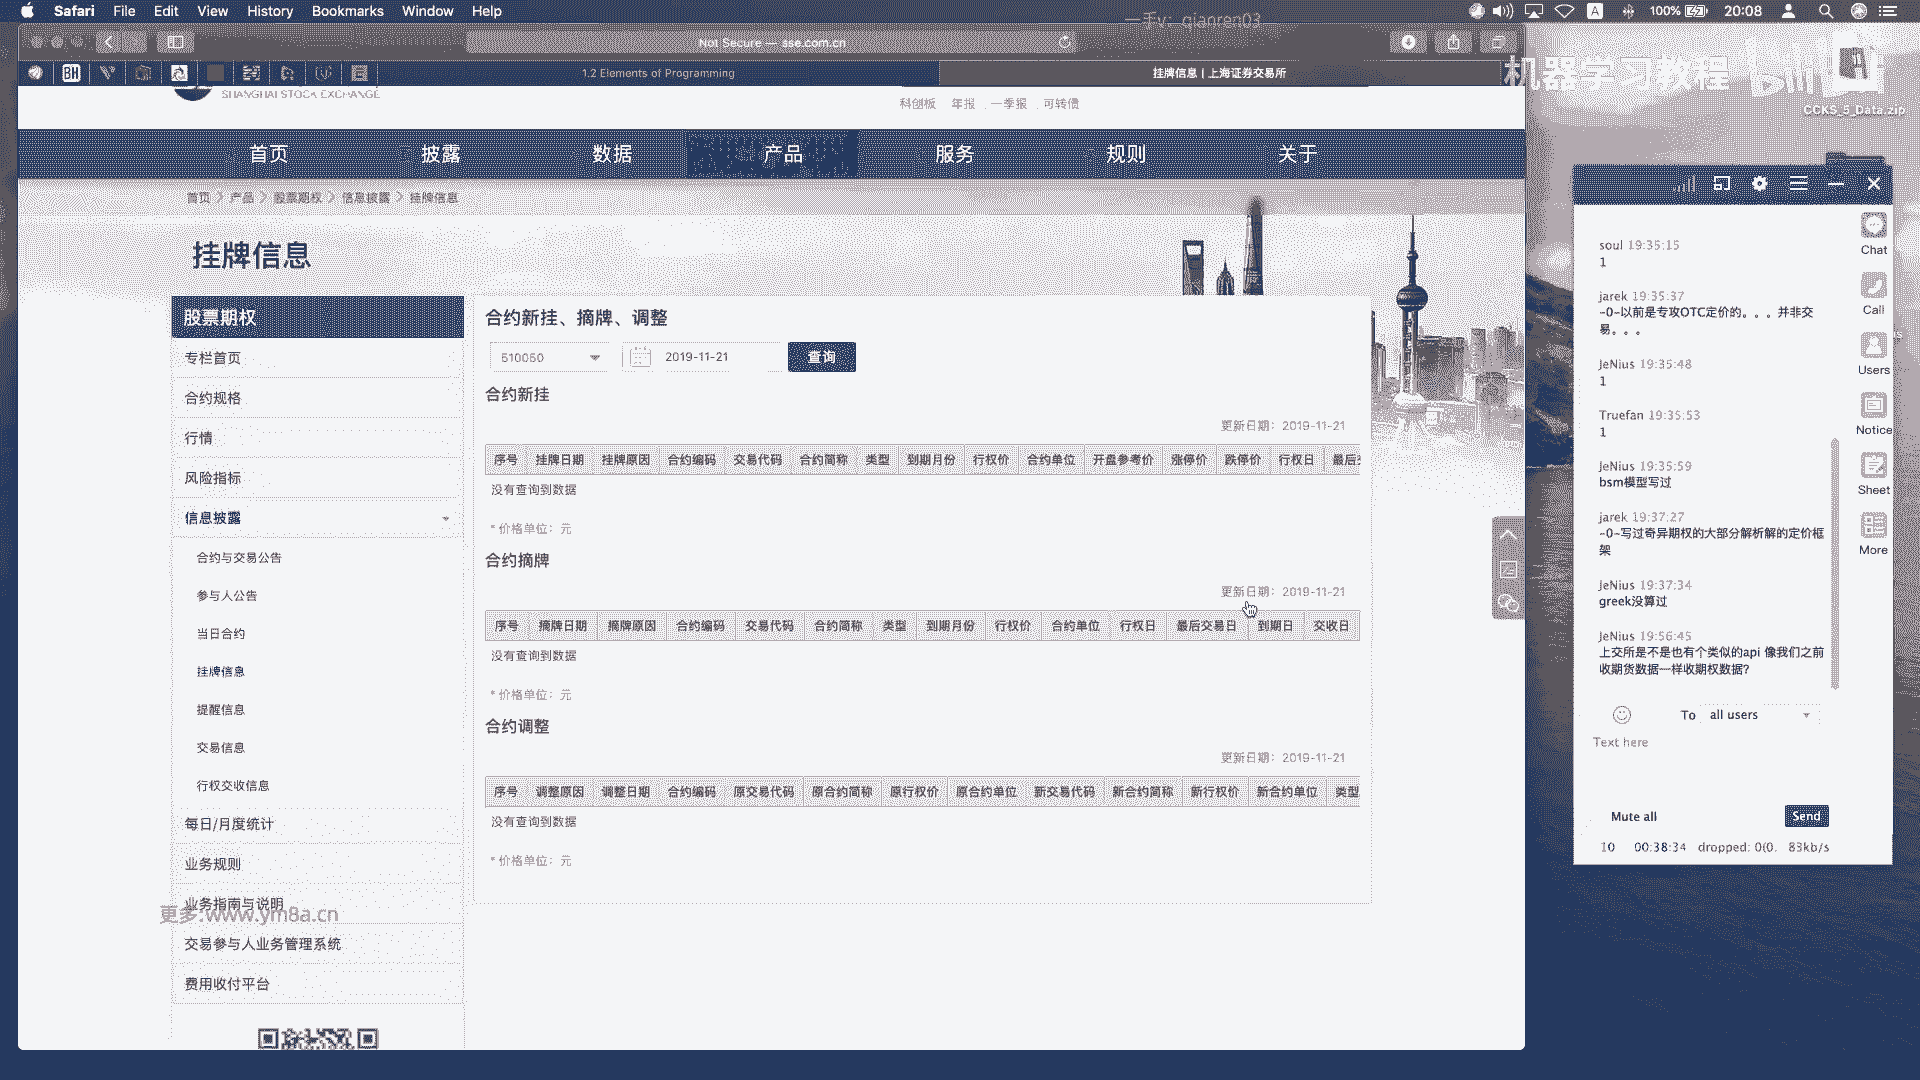 Safari File Edit View History Bookmarks Window Help
100% 20:08
一手v：qianren03
Not Secure — sse.com.cn
BH
1.2 Elements of Programming
挂牌信息 | 上海证券交易所
机器学习教程
bilibili
CCKS_5_Data.zip
SHANGHAI STOCK EXCHANGE
科创板 年报 一季报 可转债
首页 披露 数据 产品 服务 规则 关于
首页 > 产品 > 股票期权 > 信息披露 > 挂牌信息
挂牌信息
股票期权
专栏首页
合约规格
行情
风险指标
信息披露
合约与交易公告
参与人公告
当日合约
挂牌信息
提醒信息
交易信息
行权交收信息
每日/月度统计
业务规则
业务指南与说明
更多:www.ym8a.cn
交易参与人业务管理系统
费用收付平台
合约新挂、摘牌、调整
510050 2019-11-21 查询
合约新挂
更新日期：2019-11-21
序号 挂牌日期 挂牌原因 合约编码 交易代码 合约简称 类型 到期月份 行权价 合约单位 开盘参考价 涨停价 跌停价 行权日 最后
没有查询到数据
* 价格单位：元
合约摘牌
更新日期：2019-11-21
序号 摘牌日期 摘牌原因 合约编码 交易代码 合约简称 类型 到期月份 行权价 合约单位 行权日 最后交易日 到期日 交收日
没有查询到数据
* 价格单位：元
合约调整
更新日期：2019-11-21
序号 调整原因 调整日期 合约编码 原交易代码 原合约简称 原行权价 原合约单位 新交易代码 新合约简称 新行权价 新合约单位 类型
没有查询到数据
* 价格单位：元
soul 19:35:15
1
jarek 19:35:37
-0-以前是专攻OTC定价的。。。并非交
易。。。
JeNius 19:35:48
1
Truefan 19:35:53
1
JeNius 19:35:59
bsm模型写过
jarek 19:37:27
-0-写过奇异期权的大部分解析解的定价框
架
JeNius 19:37:34
greek没算过
JeNius 19:56:45
上交所是不是也有个类似的api 像我们之前
收期货数据一样收期权数据?
To all users
Text here
Mute all Send
10 00:38:34 dropped: 0(0. 83kb/s
Chat
Call
Users
Notice
Sheet
More